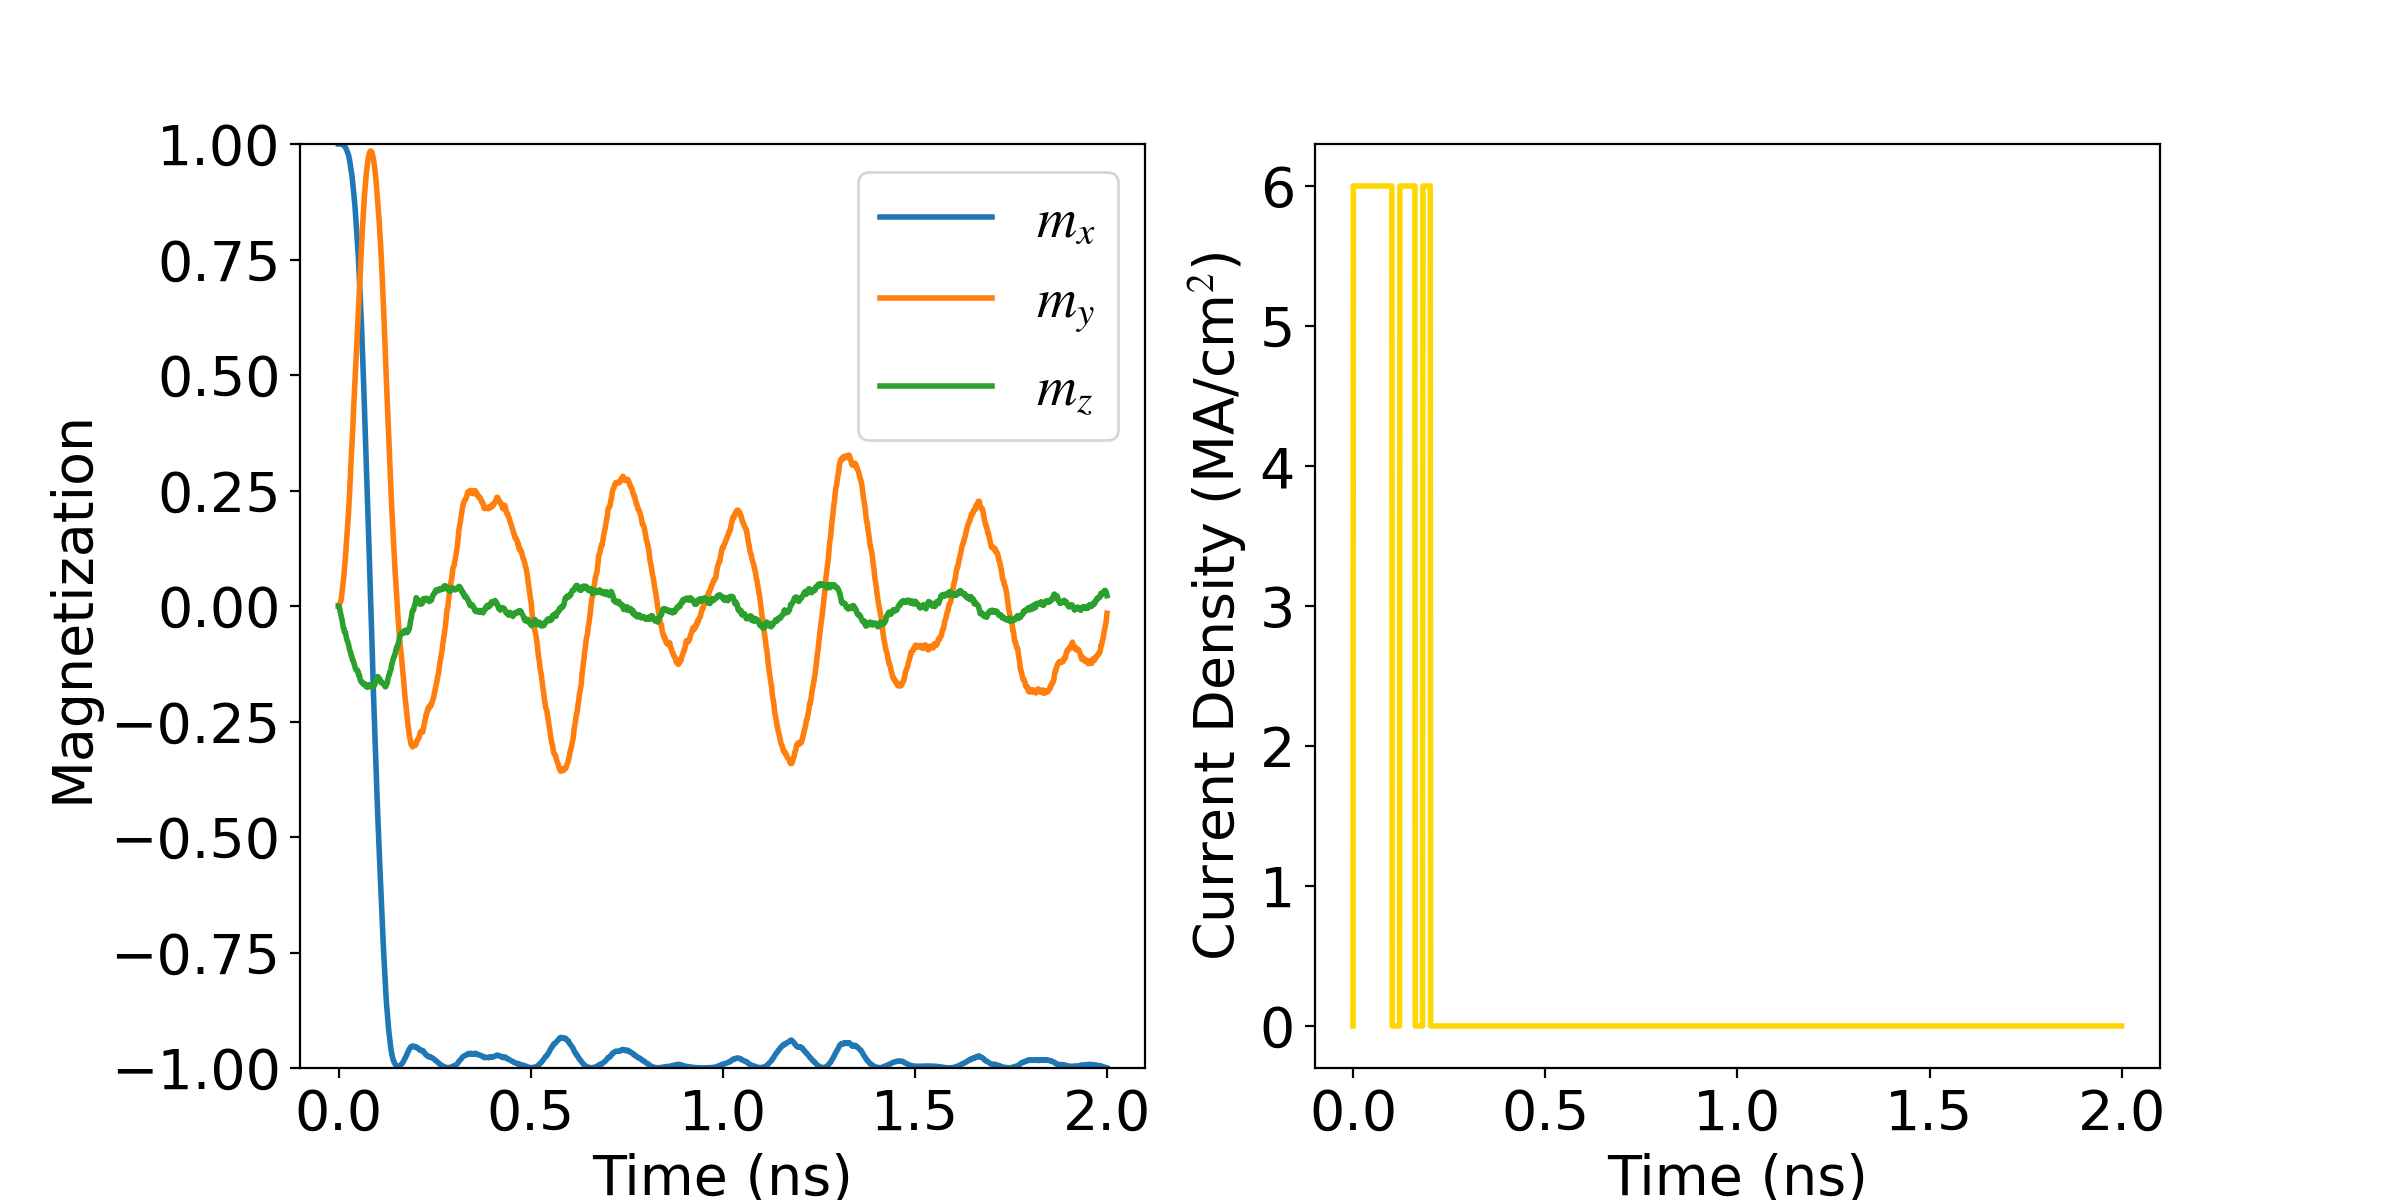 Magnetization
1.00
0.75
0.50
0.25
0.00
−0.25
−0.50
−0.75
−1.00
0.0 0.5 1.0 1.5 2.0
Time (ns)
m_x
m_y
m_z
Current Density (MA/cm²)
6
5
4
3
2
1
0
0.0 0.5 1.0 1.5 2.0
Time (ns)